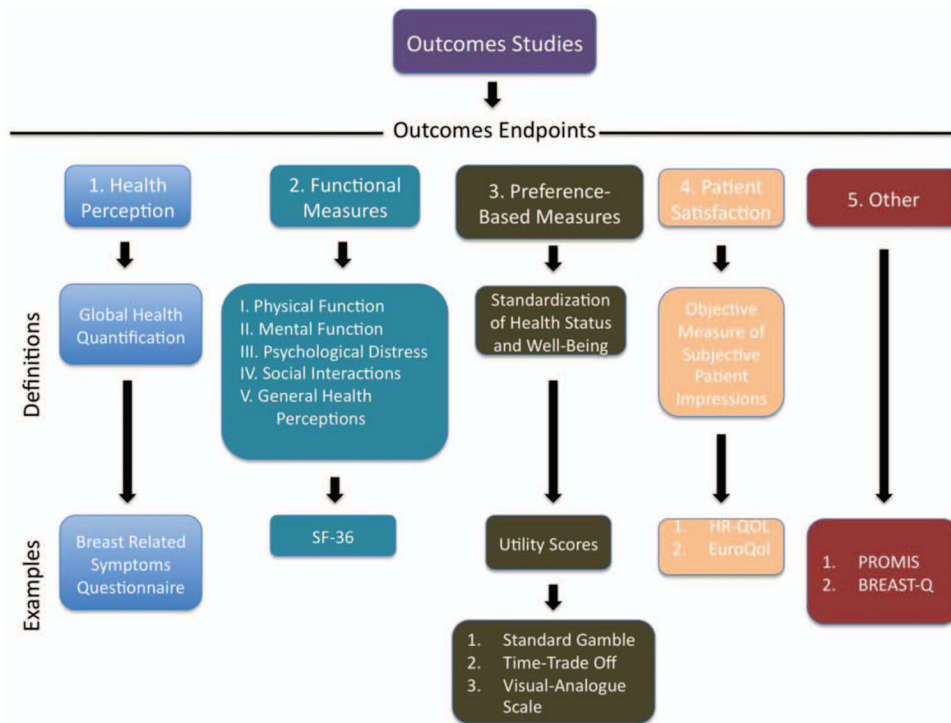 Outcomes Studies
Outcomes Endpoints
1. Health
Perception
2. Functional
Measures
3. Preference-
Based Measures
4. Patient
Satisfaction
5. Other
Definitions
Global Health
Quantification
I. Physical Function
II. Mental Function
III. Psychological Distress
IV. Social Interactions
V. General Health
Perceptions
Standardization
of Health Status
and Well-Being
Objective
Measure of
Subjective
Patient
Impressions
Examples
Breast Related
Symptoms
Questionnaire
SF-36
Utility Scores
1. HR-QOL
2. EuroQol
1. PROMIS
2. BREAST-Q
1. Standard Gamble
2. Time-Trade Off
3. Visual-Analogue
Scale